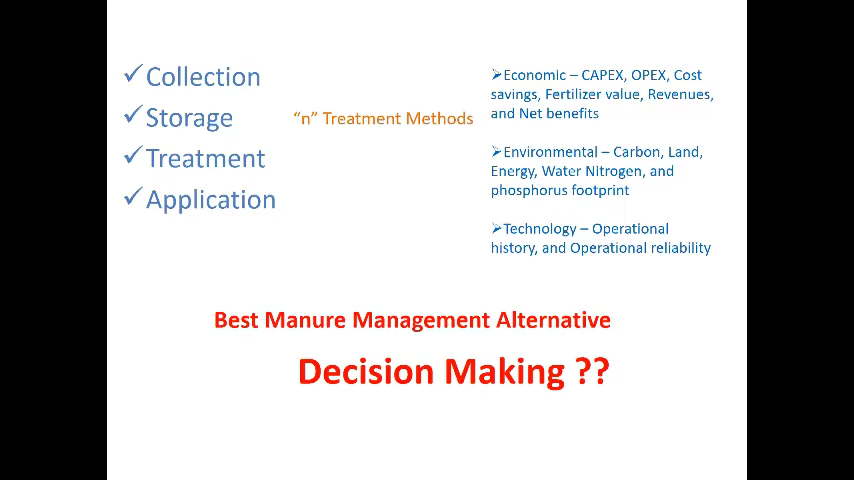 ✓Collection
✓Storage
✓Treatment
✓Application
“n” Treatment Methods
➢Economic – CAPEX, OPEX, Cost
savings, Fertilizer value, Revenues,
and Net benefits
➢Environmental – Carbon, Land,
Energy, Water Nitrogen, and
phosphorus footprint
➢Technology – Operational
history, and Operational reliability
Best Manure Management Alternative
Decision Making ??